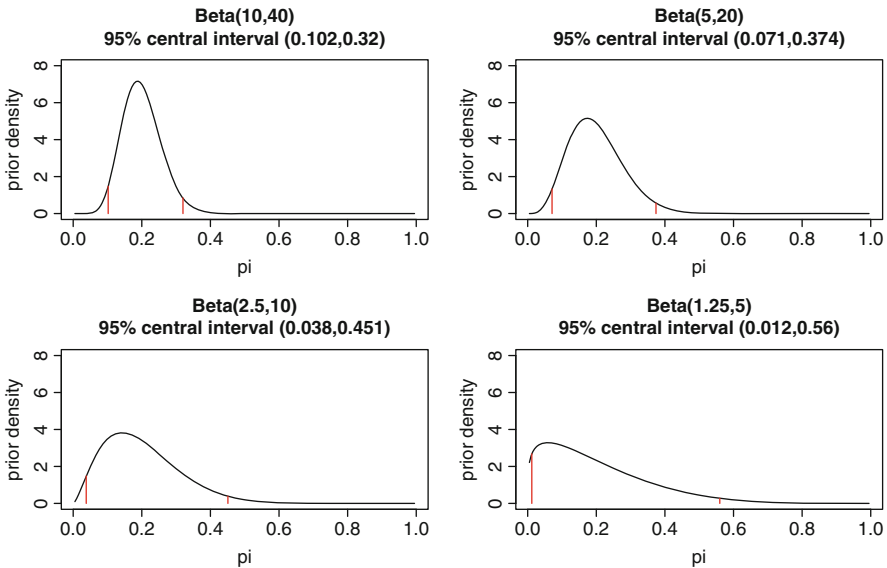 Beta(10,40)
95% central interval (0.102,0.32)
prior density
8
6
4
2
0
0.0 0.2 0.4 0.6 0.8 1.0
pi
Beta(5,20)
95% central interval (0.071,0.374)
prior density
8
6
4
2
0
0.0 0.2 0.4 0.6 0.8 1.0
pi
Beta(2.5,10)
95% central interval (0.038,0.451)
prior density
8
6
4
2
0
0.0 0.2 0.4 0.6 0.8 1.0
pi
Beta(1.25,5)
95% central interval (0.012,0.56)
prior density
8
6
4
2
0
0.0 0.2 0.4 0.6 0.8 1.0
pi